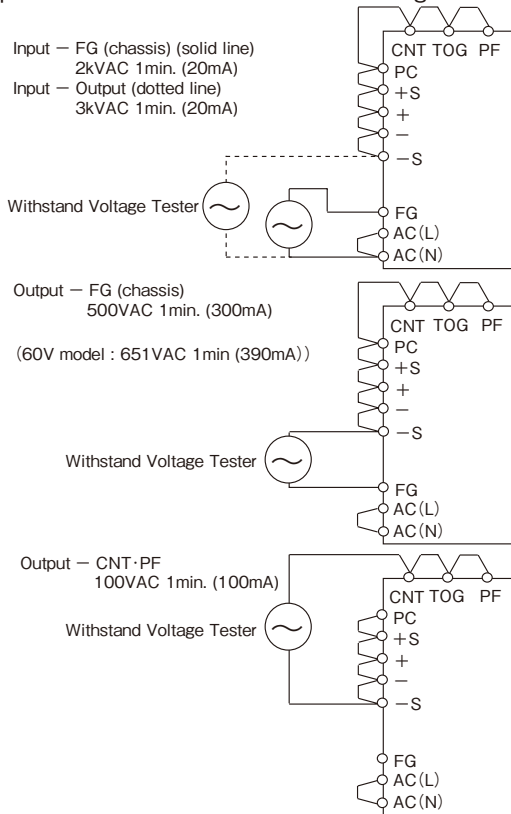 Input － FG (chassis) (solid line)
2kVAC 1min. (20mA)
Input － Output (dotted line)
3kVAC 1min. (20mA)
CNT TOG PF
PC
+S
+
−
−S
Withstand Voltage Tester
FG
AC(L)
AC(N)
Output － FG (chassis)
500VAC 1min. (300mA)
(60V model : 651VAC 1min (390mA))
CNT TOG PF
PC
+S
+
−
−S
Withstand Voltage Tester
FG
AC(L)
AC(N)
Output － CNT·PF
100VAC 1min. (100mA)
Withstand Voltage Tester
CNT TOG PF
PC
+S
+
−
−S
FG
AC(L)
AC(N)